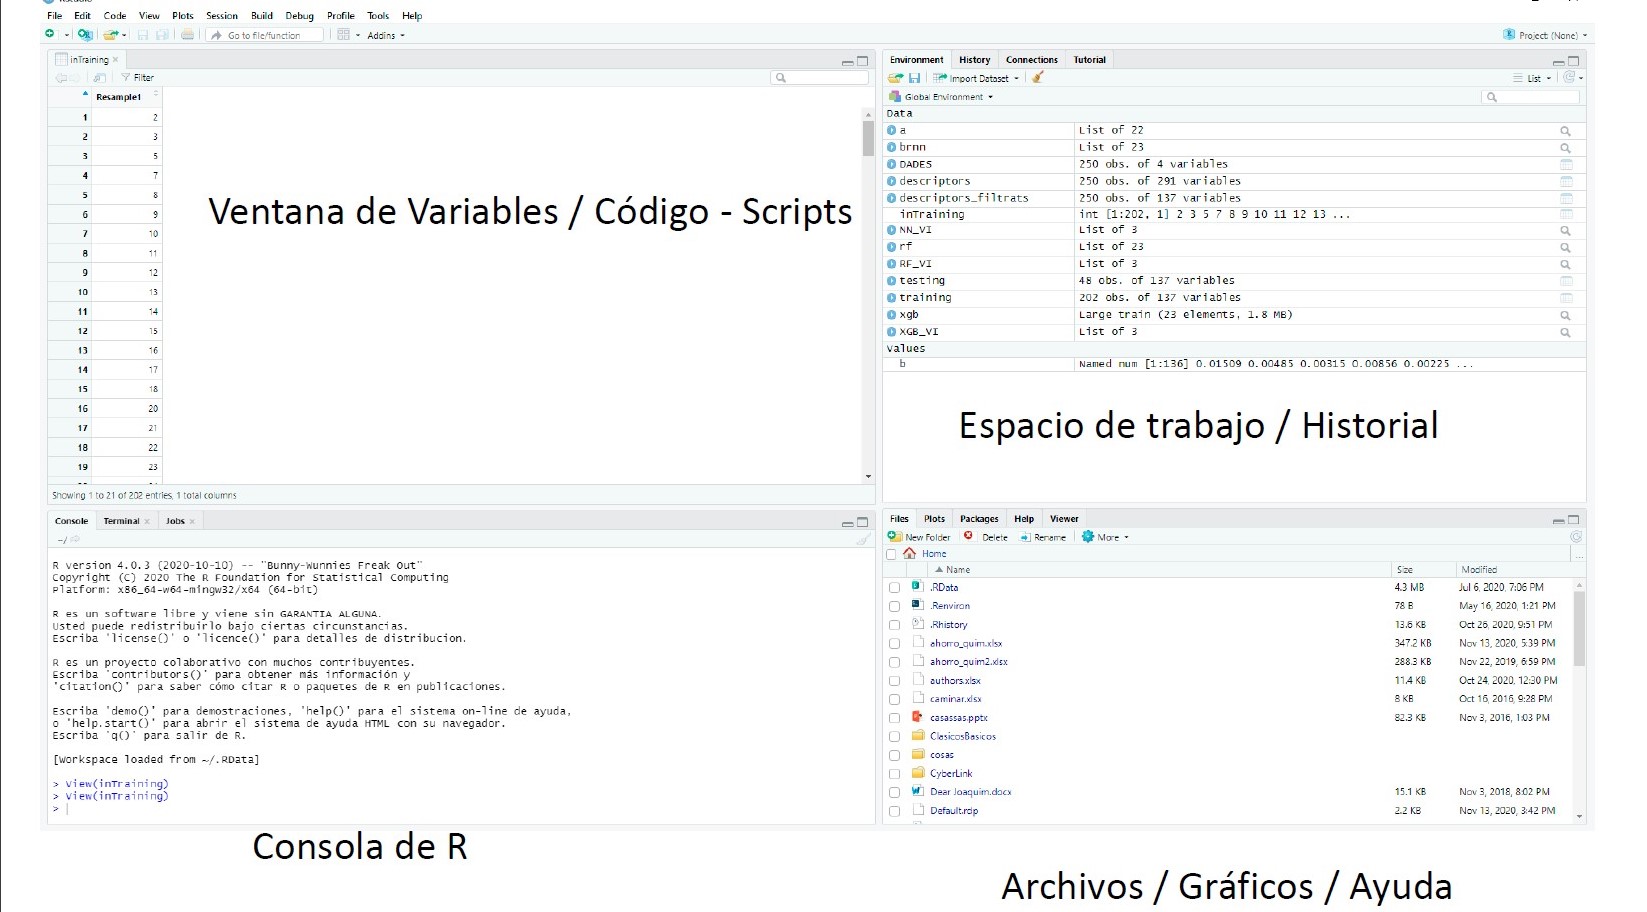 File Edit Code View Plots Session Build Debug Profile Tools Help
Go to file/function Addins Project: (None)
inTraining
Filter
Resample1
1 2
2 3
3 5
4 7
5 8
6 9
7 10
8 11
9 12
10 13
11 14
12 15
13 16
14 17
15 18
16 20
17 21
18 22
19 23
Showing 1 to 21 of 202 entries, 1 total columns
Ventana de Variables / Código - Scripts
Environment History Connections Tutorial
Import Dataset List
Global Environment
Data
a List of 22
brnn List of 23
DADES 250 obs. of 4 variables
descriptors 250 obs. of 291 variables
descriptors_filtrats 250 obs. of 137 variables
inTraining int [1:202, 1] 2 3 5 7 8 9 10 11 12 13 ...
NN_VI List of 3
rf List of 23
RF_VI List of 3
testing 48 obs. of 137 variables
training 202 obs. of 137 variables
xgb Large train (23 elements, 1.8 MB)
XGB_VI List of 3
Values
b Named num [1:136] 0.01509 0.00485 0.00315 0.00856 0.00225 ...
Espacio de trabajo / Historial
Console Terminal Jobs
~/
R version 4.0.3 (2020-10-10) -- "Bunny-Wunnies Freak Out"
Copyright (C) 2020 The R Foundation for Statistical Computing
Platform: x86_64-w64-mingw32/x64 (64-bit)
R es un software libre y viene sin GARANTIA ALGUNA.
Usted puede redistribuirlo bajo ciertas circunstancias.
Escriba 'license()' o 'licence()' para detalles de distribucion.
R es un proyecto colaborativo con muchos contribuyentes.
Escriba 'contributors()' para obtener más información y
'citation()' para saber cómo citar R o paquetes de R en publicaciones.
Escriba 'demo()' para demostraciones, 'help()' para el sistema on-line de ayuda,
o 'help.start()' para abrir el sistema de ayuda HTML con su navegador.
Escriba 'q()' para salir de R.
[Workspace loaded from ~/.RData]
> View(inTraining)
> View(inTraining)
>
Consola de R
Files Plots Packages Help Viewer
New Folder Delete Rename More
Home ...
Name Size Modified
.RData 4.3 MB Jul 6, 2020, 7:06 PM
.Renviron 78 B May 16, 2020, 1:21 PM
.Rhistory 13.6 KB Oct 26, 2020, 9:51 PM
ahorro_quim.xlsx 347.2 KB Nov 13, 2020, 5:39 PM
ahorro_quim2.xlsx 288.3 KB Nov 22, 2019, 6:59 PM
authors.xlsx 11.4 KB Oct 24, 2020, 12:30 PM
caminar.xlsx 8 KB Oct 16, 2016, 9:28 PM
casassas.pptx 82.3 KB Nov 3, 2016, 1:03 PM
ClasicosBasicos
cosas
CyberLink
Dear Joaquim.docx 15.1 KB Nov 3, 2018, 8:02 PM
Default.rdp 2.2 KB Nov 13, 2020, 3:42 PM
Archivos / Gráficos / Ayuda